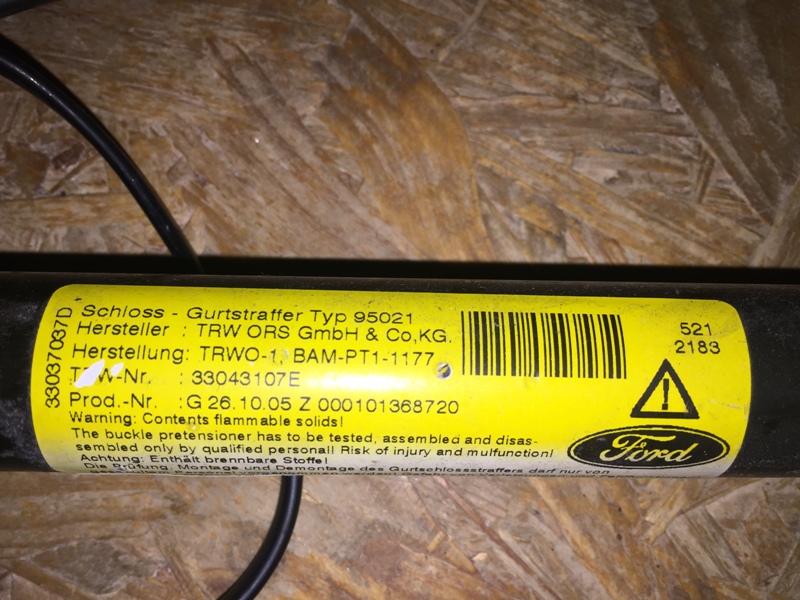 33037037D
Schloss - Gurtstraffer Typ 95021
Hersteller : TRW ORS GmbH & Co,KG.
Herstellung: TRWO-1, BAM-PT1-1177
-Nr. : 33043107E
Prod.-Nr. :G 26.10.05 Z 000101368720
Warning: Contents flammable solids!
The buckle pretensioner has to be tested, assembled and disas-
sembled only by qualified personal! Risk of injury and mulfunction!
Achtung: Enthält brennbare Stoffe!
Die Prüfung, Montage und Demontage des Gurtschlossstraffers darf nur von
521
2183
!
Ford